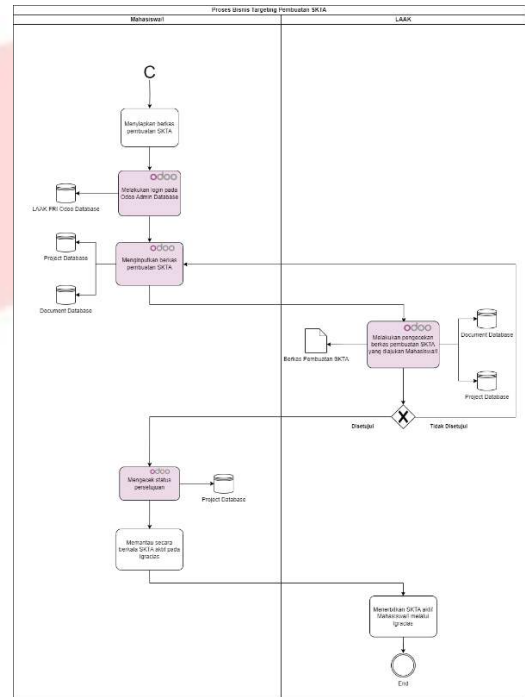 Proses Bisnis Targeting Pembuatan SKTA
Mahasiswa/i
LAAK
C
Menyiapkan berkas
pembuatan SKTA
odoo
Melakukan login pada
Odoo Admin Database
LAAK FRI Odoo Database
odoo
Menginputkan berkas
pembuatan SKTA
Project Database
Document Database
odoo
Melakukan pengecekan
berkas pembuatan SKTA
yang diajukan Mahasiswa/i
Berkas Pembuatan SKTA
Document Database
Project Database
X
Disetujui
Tidak Disetujui
odoo
Mengecek status
persetujuan
Project Database
Memantau secara
berkala SKTA aktif pada
Igracias
Menerbitkan SKTA aktif
Mahasiswa/i melalui
Igracias
End